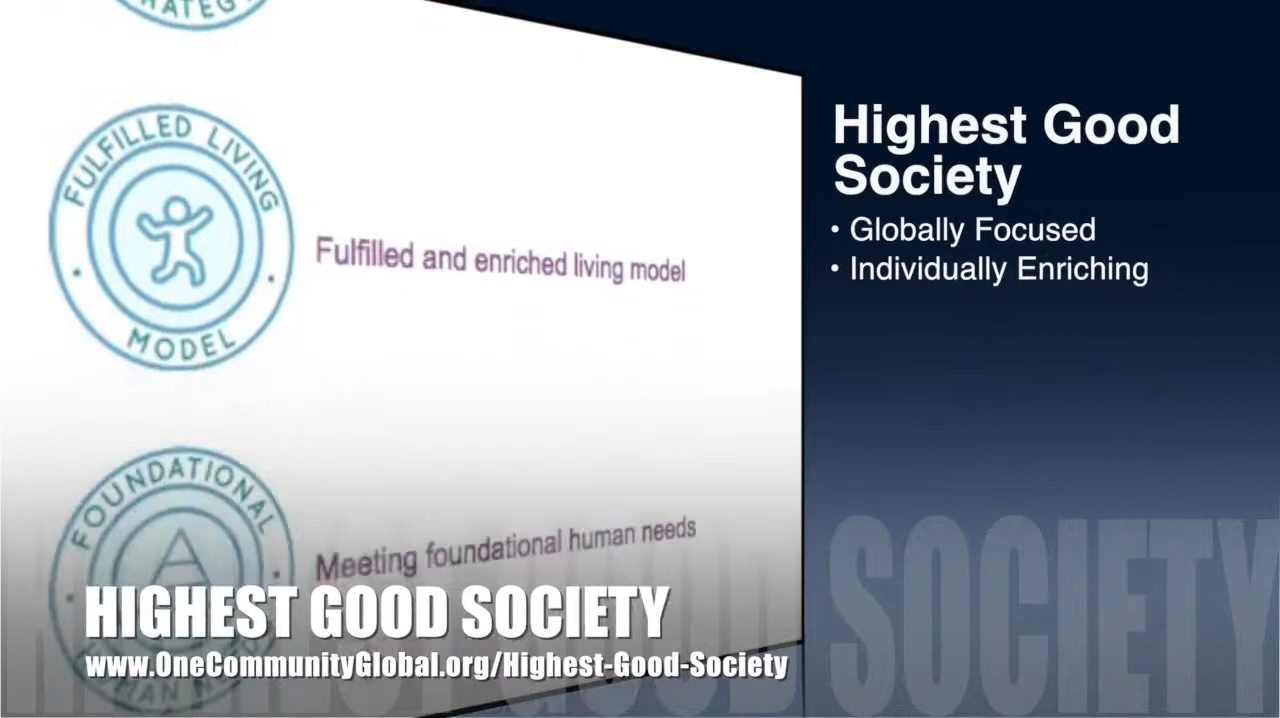 FULFILLED LIVING
MODEL
Fulfilled and enriched living model
FOUNDATIONAL
Meeting foundational human needs
Highest Good
Society
• Globally Focused
• Individually Enriching
HIGHEST GOOD SOCIETY
www.OneCommunityGlobal.org/Highest-Good-Society
SOCIETY